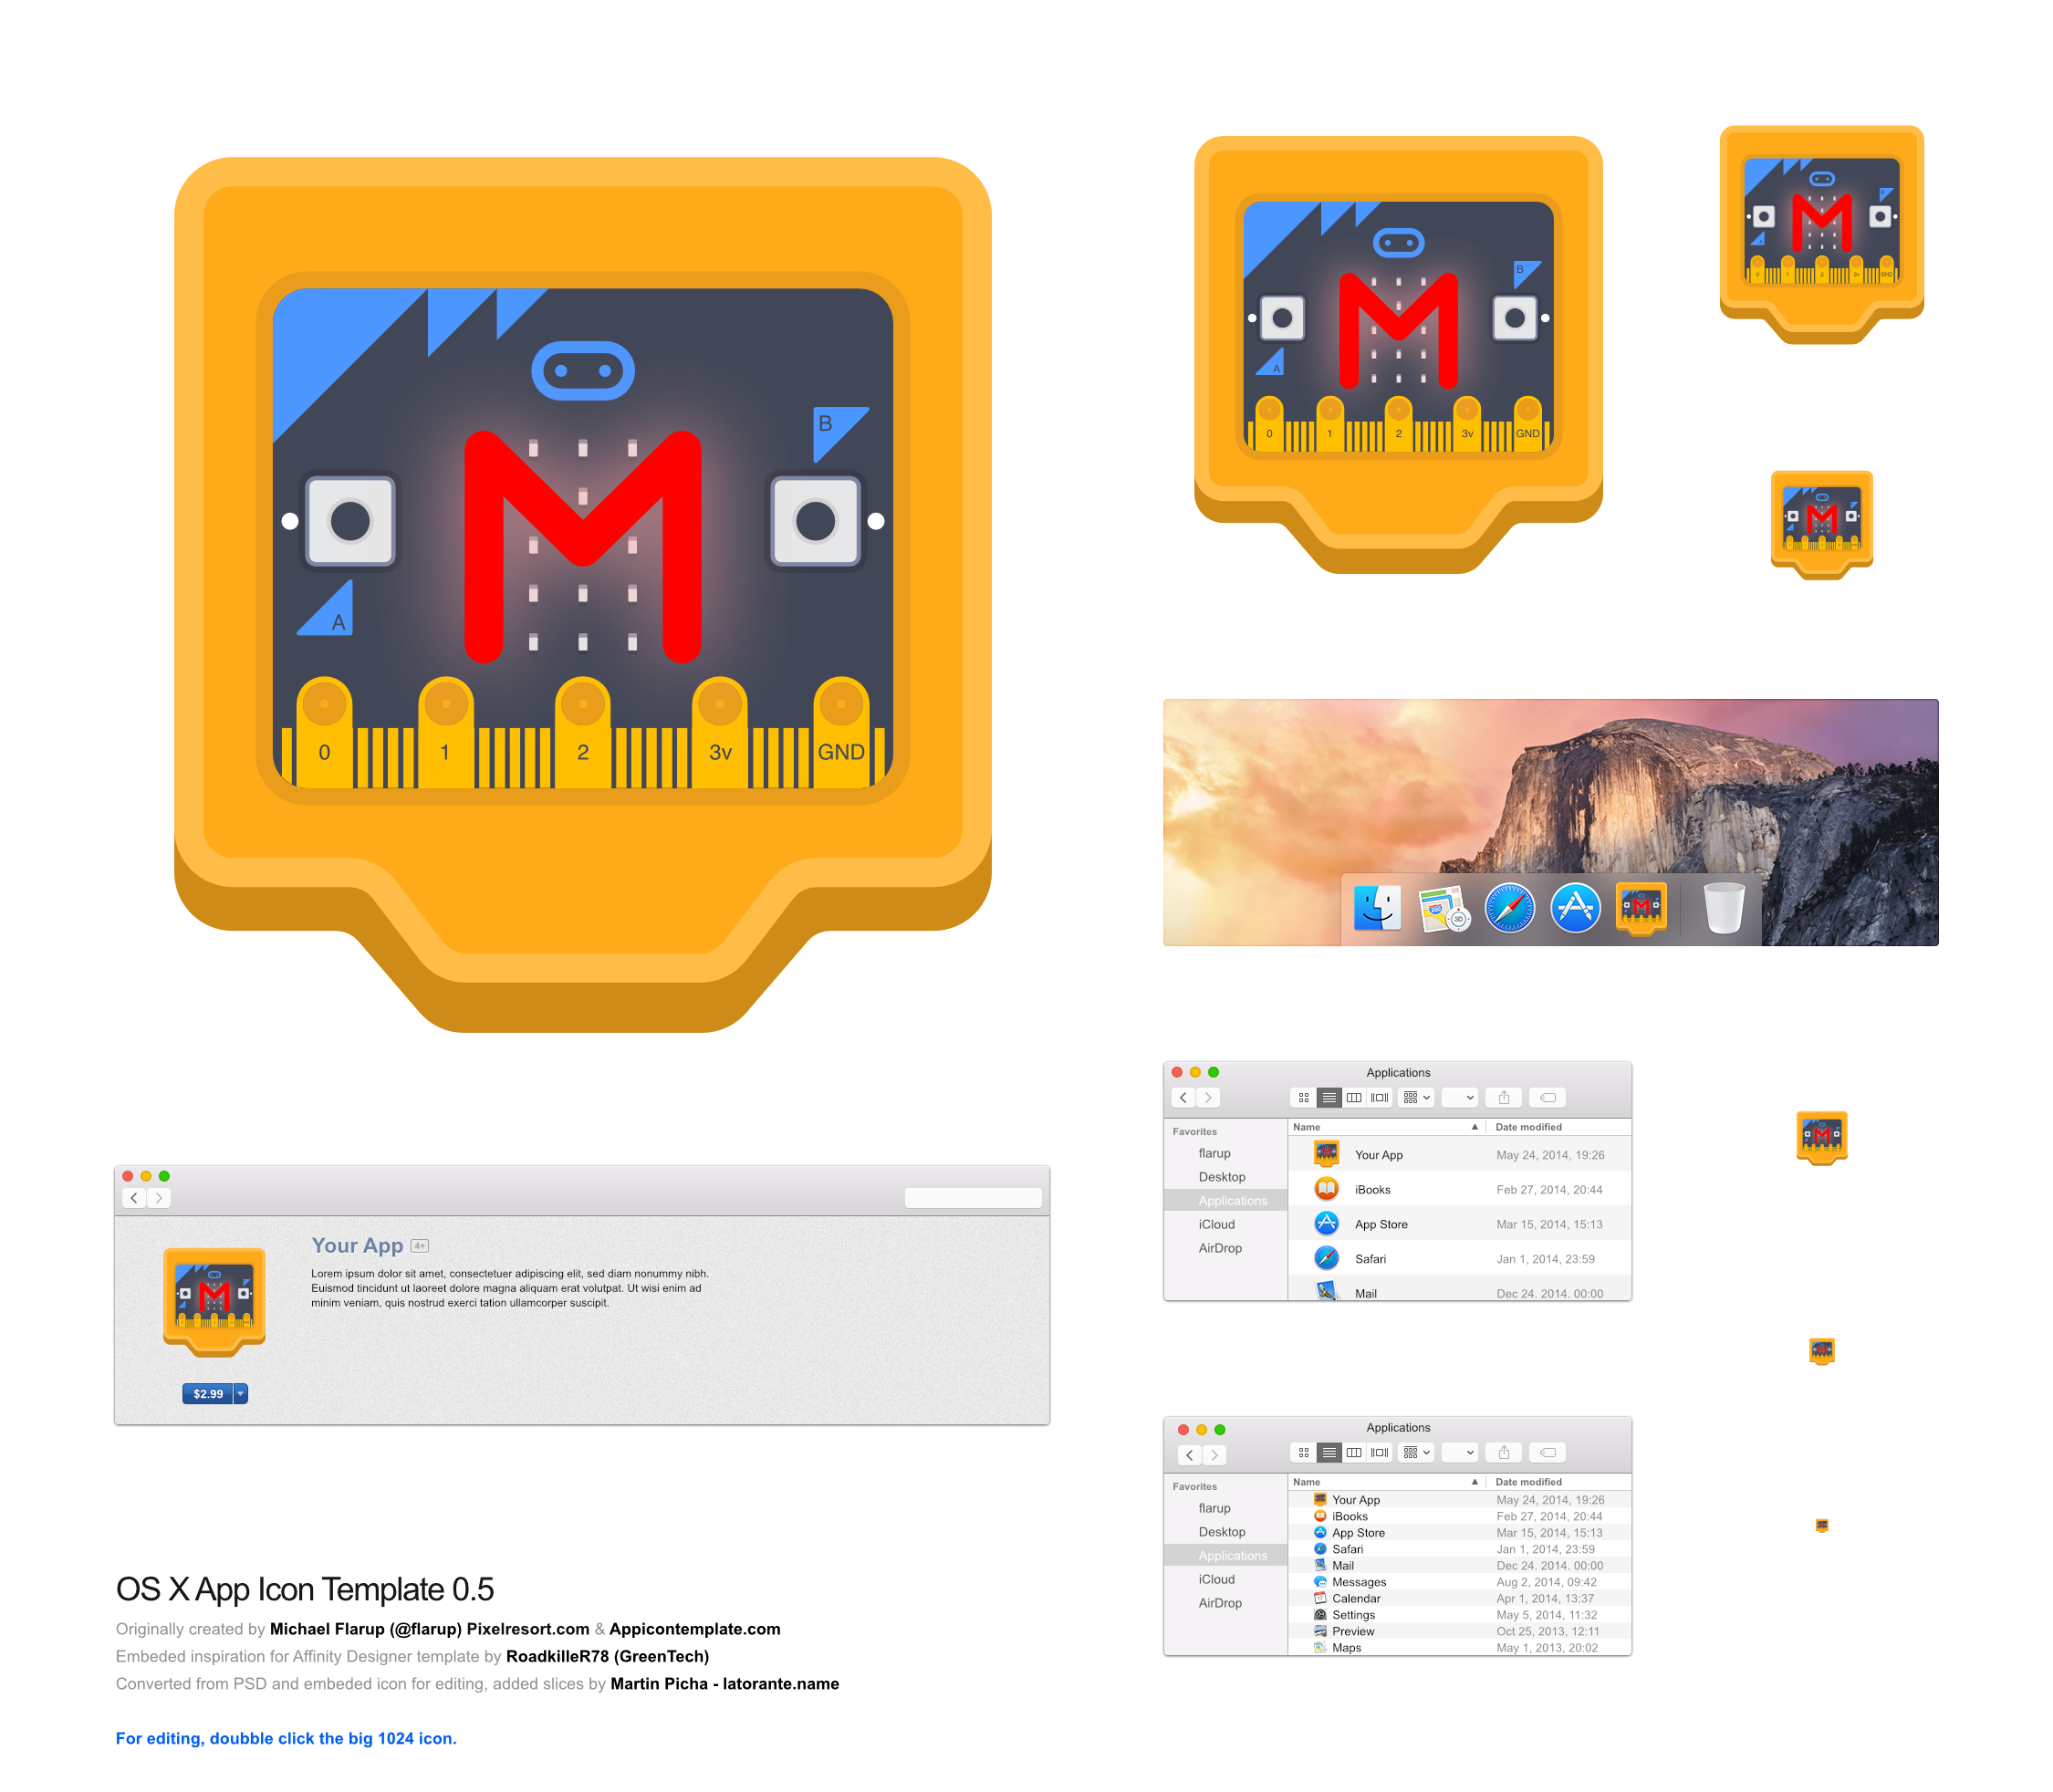 B
M
A
0 1 2 3v GND
B
M
A
0 1 2 3v GND
M
0 1 2 3v GND
M
280
3D
M
Your App 4+
Lorem ipsum dolor sit amet, consectetuer adipiscing elit, sed diam nonummy nibh.
Euismod tincidunt ut laoreet dolore magna aliquam erat volutpat. Ut wisi enim ad
minim veniam, quis nostrud exerci tation ullamcorper suscipit.
M
$2.99
Applications
Favorites
flarup
Desktop
Applications
iCloud
AirDrop
Name Date modified
Your App May 24, 2014, 19:26
iBooks Feb 27, 2014, 20:44
App Store Mar 15, 2014, 15:13
Safari Jan 1, 2014, 23:59
Mail Dec 24. 2014. 00:00
M
M
Applications
Favorites
flarup
Desktop
Applications
iCloud
AirDrop
Name Date modified
Your App May 24, 2014, 19:26
iBooks Feb 27, 2014, 20:44
App Store Mar 15, 2014, 15:13
Safari Jan 1, 2014, 23:59
Mail Dec 24. 2014. 00:00
Messages Aug 2, 2014, 09:42
Calendar Apr 1, 2014, 13:37
Settings May 5, 2014, 11:32
Preview Oct 25, 2013, 12:11
Maps May 1, 2013, 20:02
OS X App Icon Template 0.5
Originally created by Michael Flarup (@flarup) Pixelresort.com & Appicontemplate.com
Embeded inspiration for Affinity Designer template by RoadkilleR78 (GreenTech)
Converted from PSD and embeded icon for editing, added slices by Martin Picha - latorante.name
For editing, doubble click the big 1024 icon.